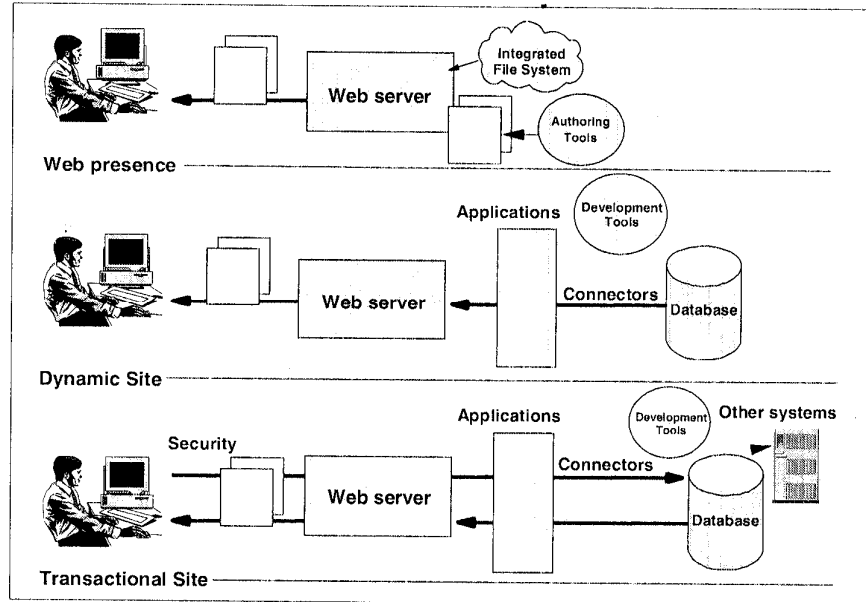 Integrated
File System
Web server
Authoring
Tools
Web presence
Development
Tools
Applications
Web server
Connectors
Database
Dynamic Site
Development
Tools
Other systems
Applications
Security
Connectors
Web server
Database
Transactional Site